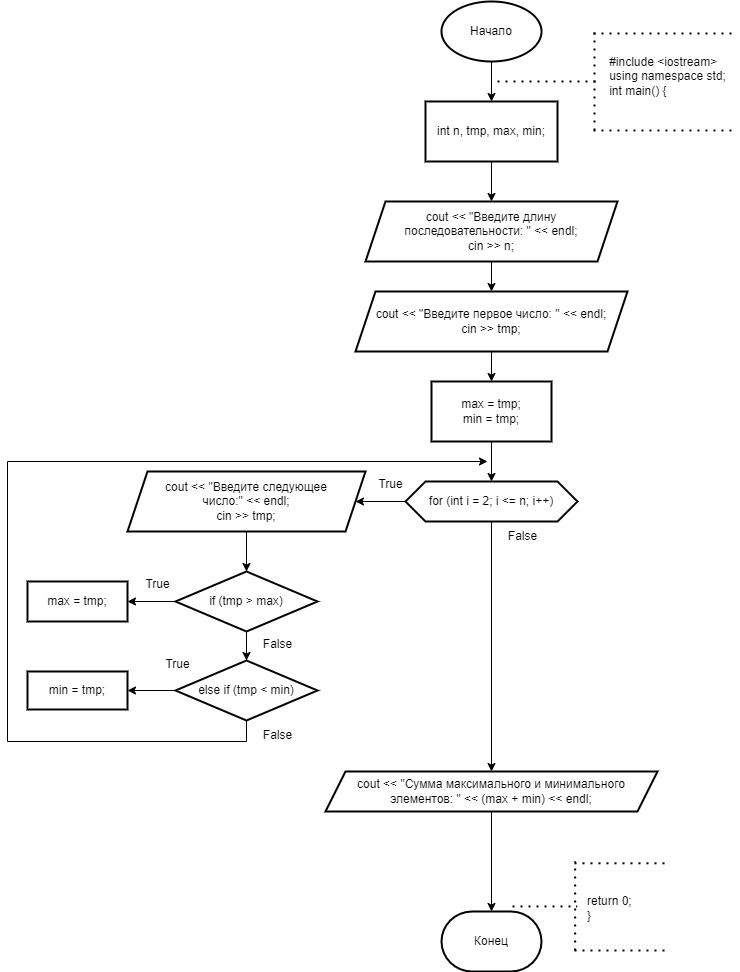 Начало
#include <iostream>
using namespace std;
int main() {
int n, tmp, max, min;
cout << "Введите длину
последовательности: " << endl;
cin >> n;
cout << "Введите первое число: " << endl;
cin >> tmp;
max = tmp;
min = tmp;
for (int i = 2; i <= n; i++)
True
False
cout << "Введите следующее
число:" << endl;
cin >> tmp;
if (tmp > max)
True
max = tmp;
False
else if (tmp < min)
True
min = tmp;
False
cout << "Сумма максимального и минимального
элементов: " << (max + min) << endl;
return 0;
}
Конец